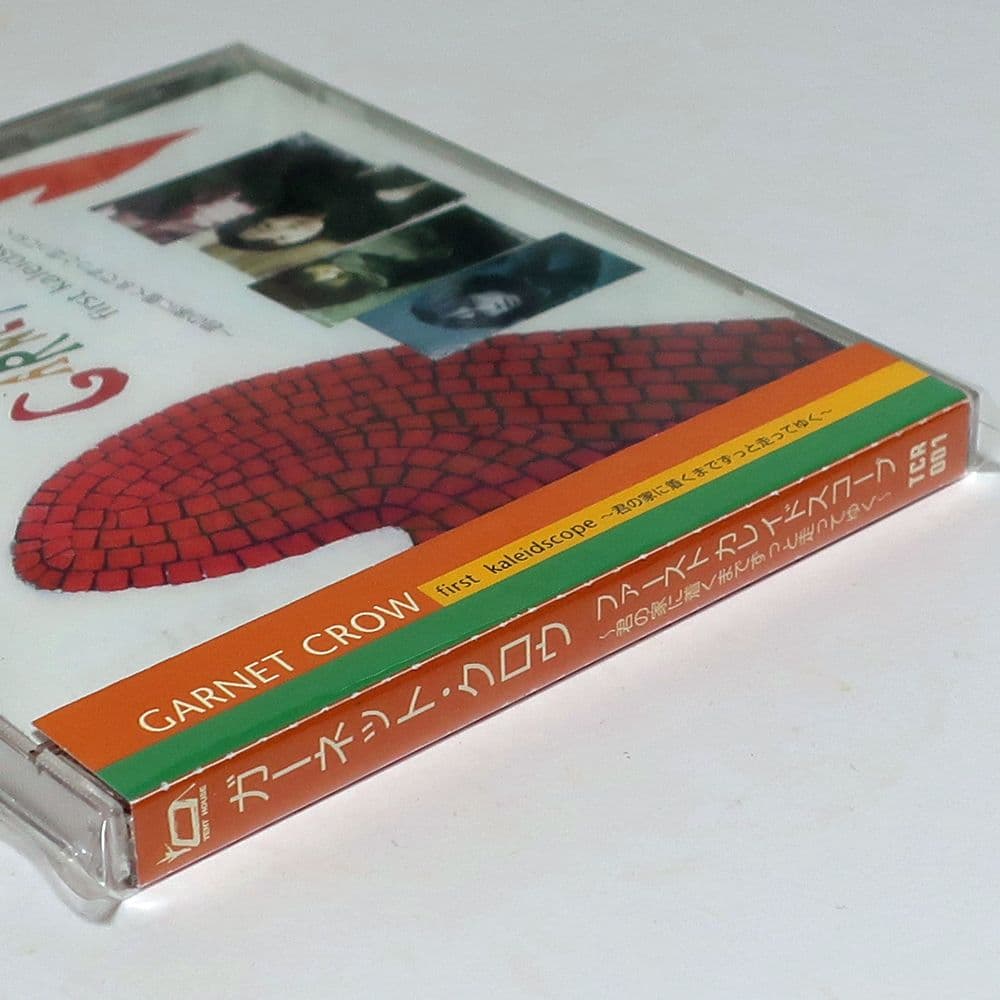 GARNET CROW
first kaleidscope ～君の家に着くまでずっと走ってゆく～
ガーネット・クロウ
ファーストカレイドスコープ
～君の家に着くまでずっと走ってゆく～
TCR
001
TENT HOUSE